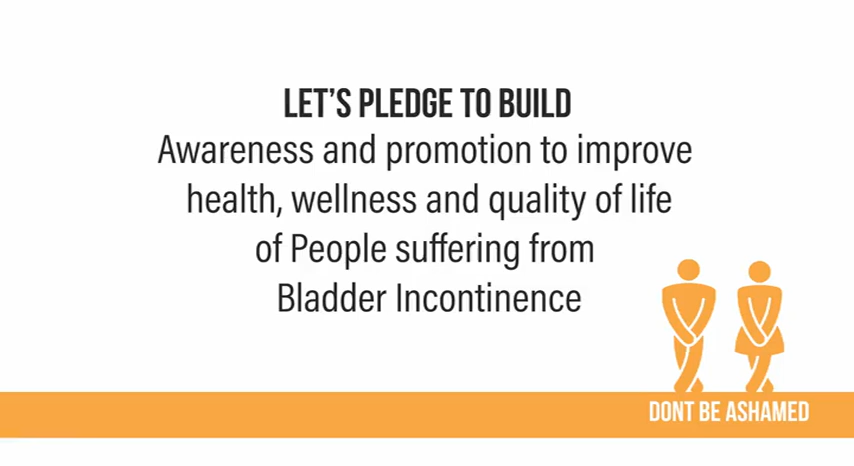 LET'S PLEDGE TO BUILD
Awareness and promotion to improve
health, wellness and quality of life
of People suffering from
Bladder Incontinence
DONT BE ASHAMED